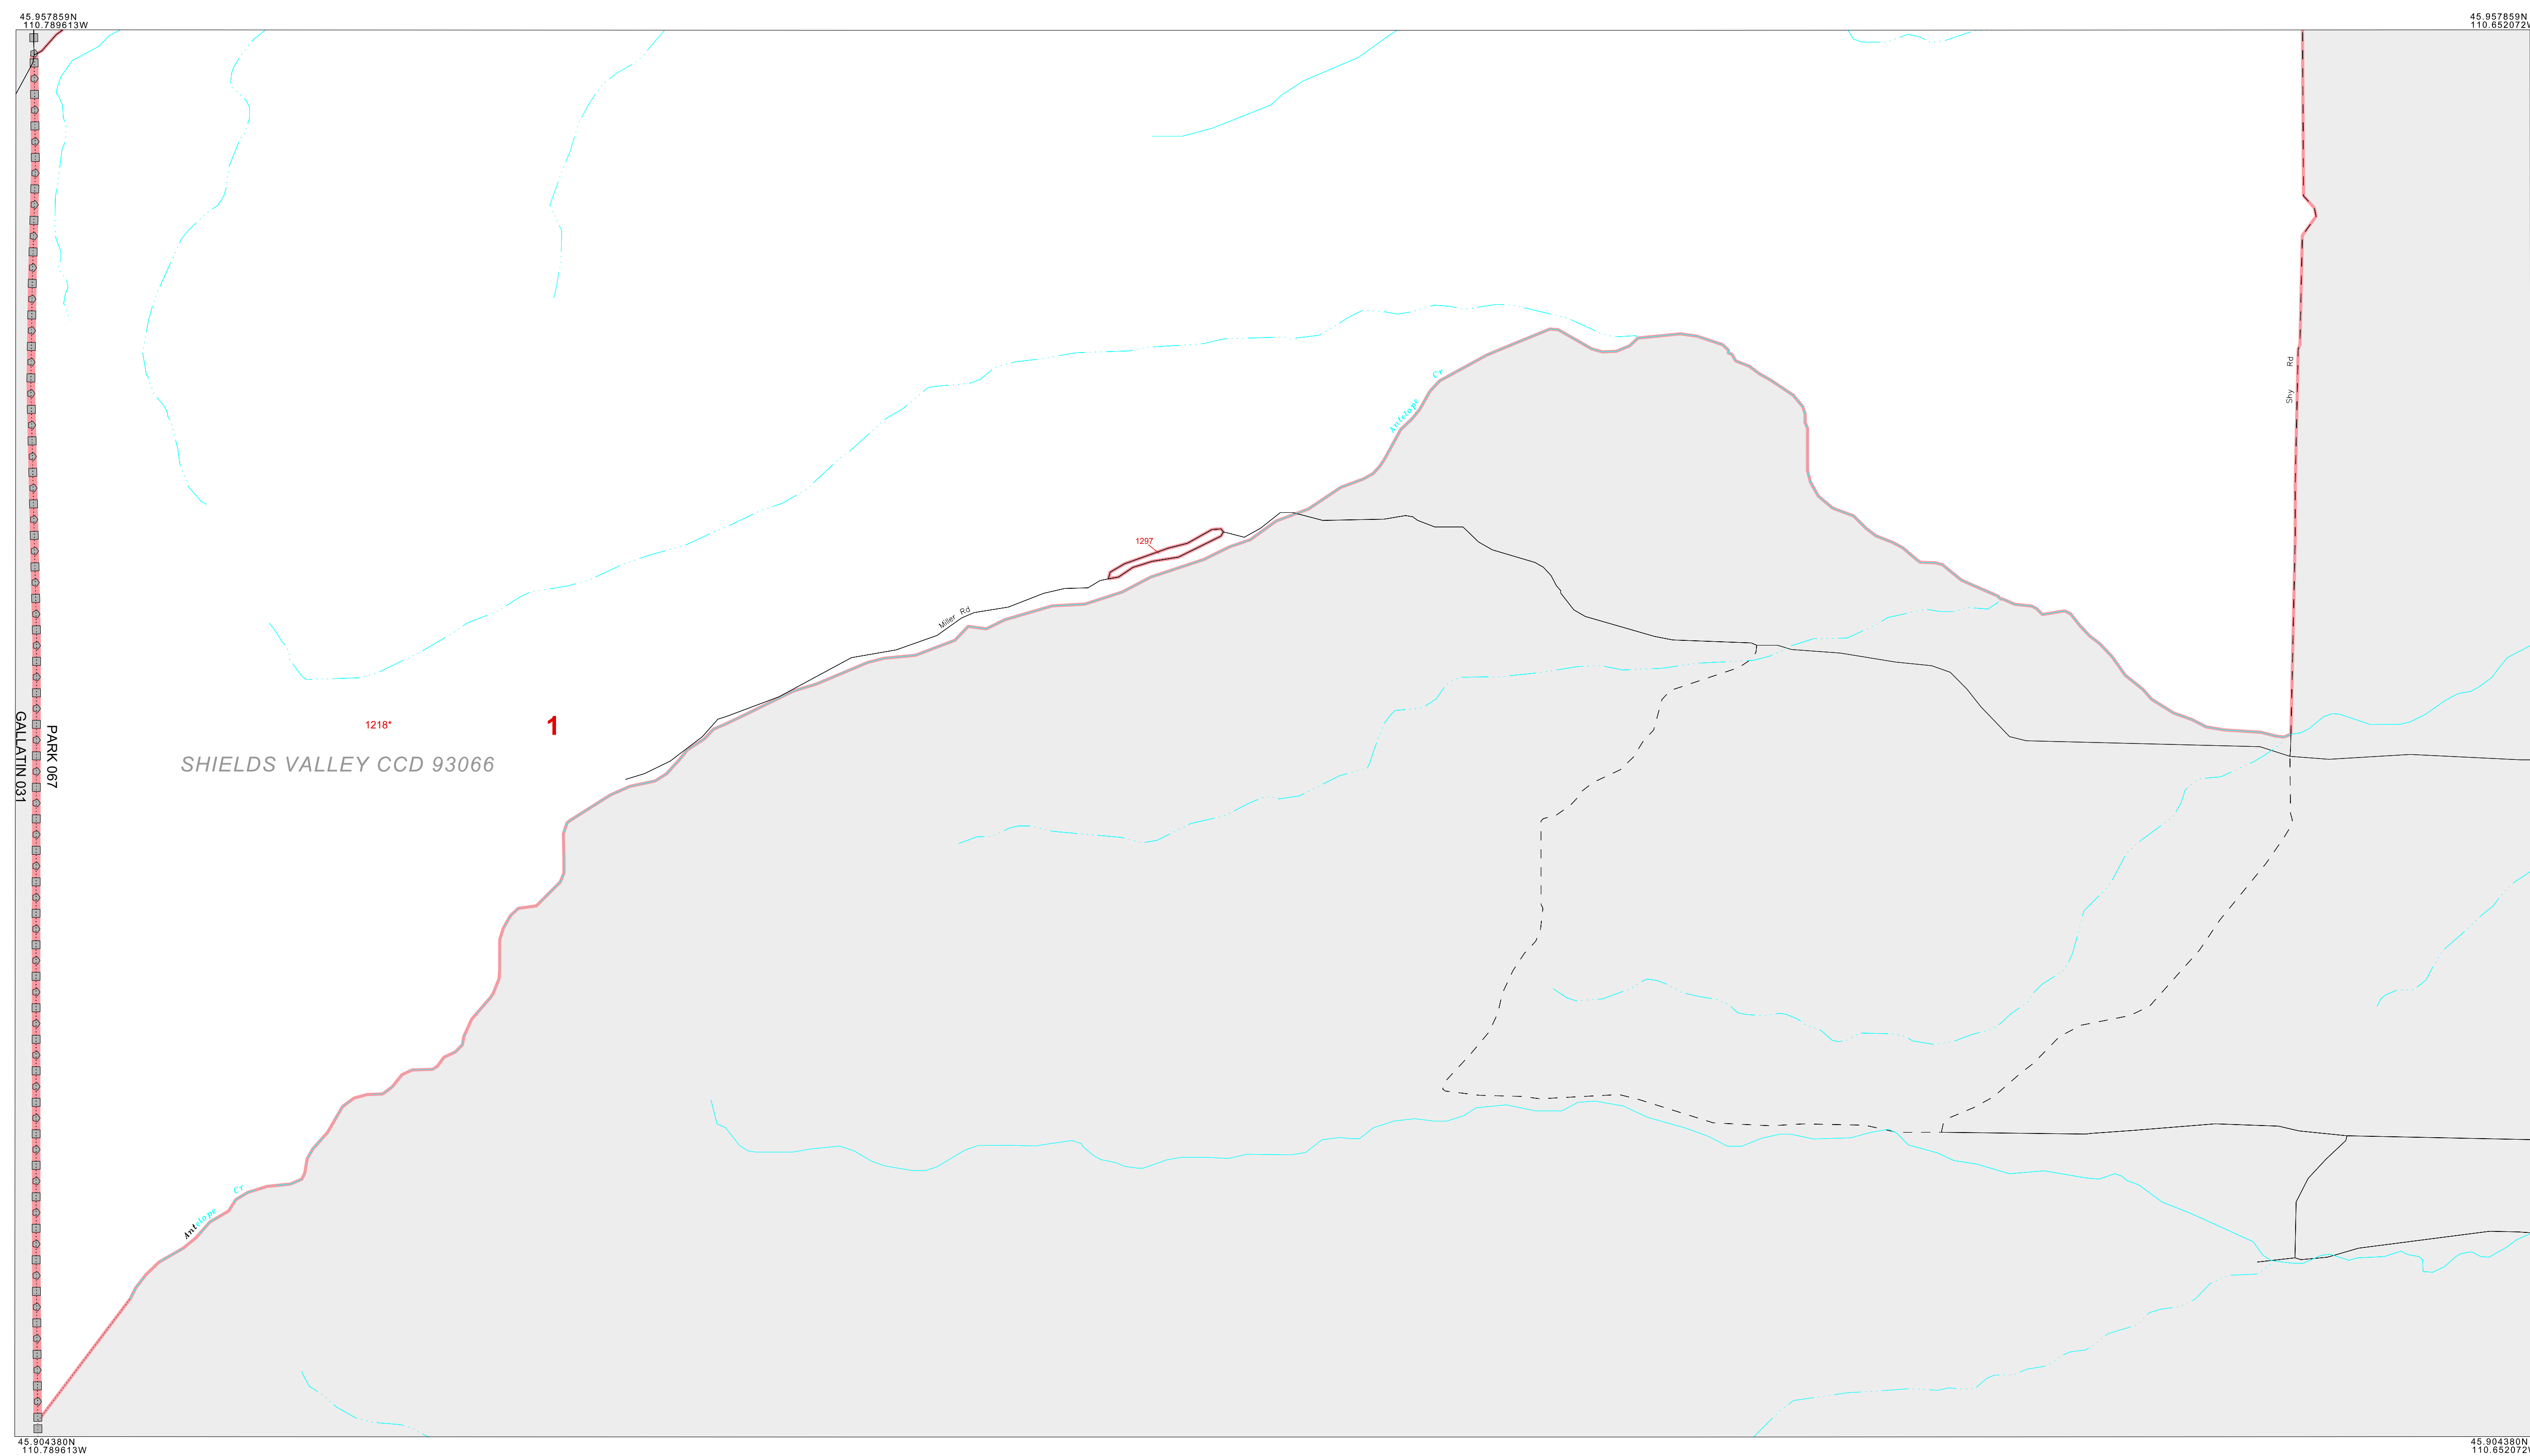 45.957859N
110.789613W
45.957859N
110.652072W
Shy Rd
Antelope Cr
1297
Miller Rd
1218*
1
SHIELDS VALLEY CCD 93066
PARK 067
GALLATIN 031
Antelope Cr
45.904380N
110.789613W
45.904380N
110.652072W